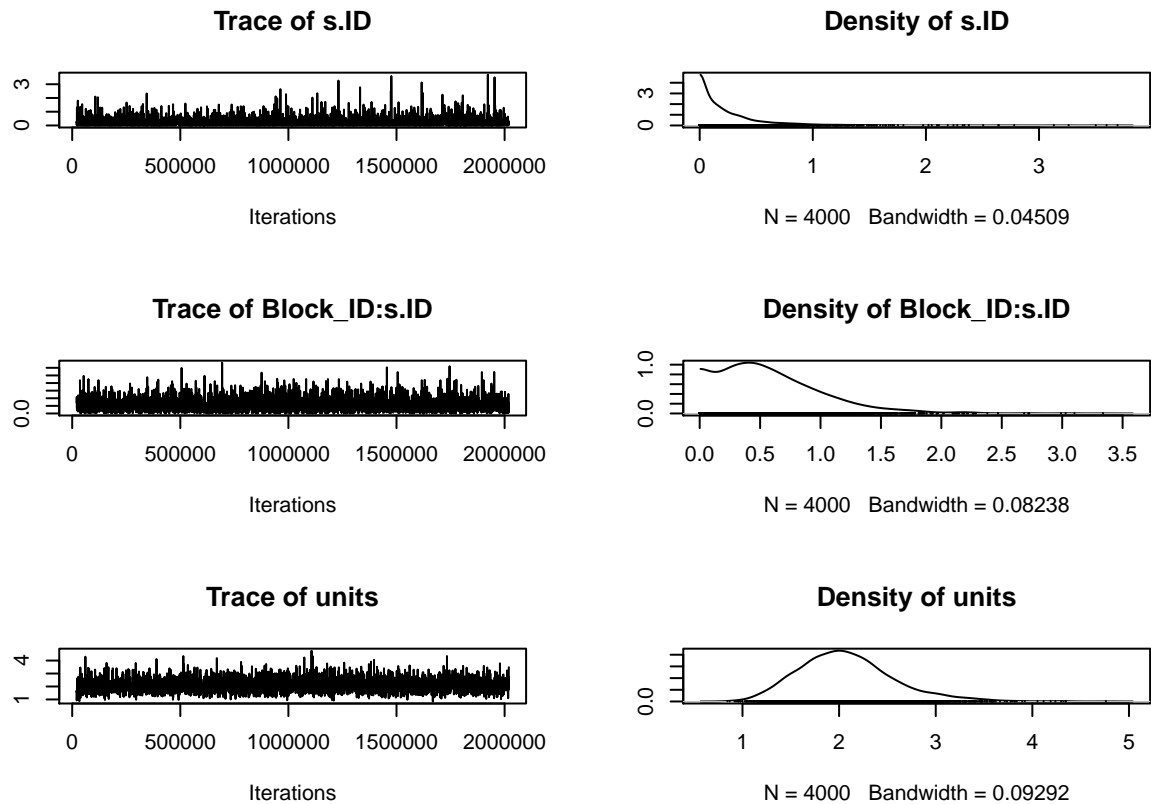 Trace of s.ID
3
0
0 500000 1000000 1500000 2000000
Iterations
Density of s.ID
3
0
0 1 2 3
N = 4000 Bandwidth = 0.04509
Trace of Block_ID:s.ID
0.0
0 500000 1000000 1500000 2000000
Iterations
Density of Block_ID:s.ID
1.0
0.0
0.0 0.5 1.0 1.5 2.0 2.5 3.0 3.5
N = 4000 Bandwidth = 0.08238
Trace of units
4
1
0 500000 1000000 1500000 2000000
Iterations
Density of units
0.0
1 2 3 4 5
N = 4000 Bandwidth = 0.09292